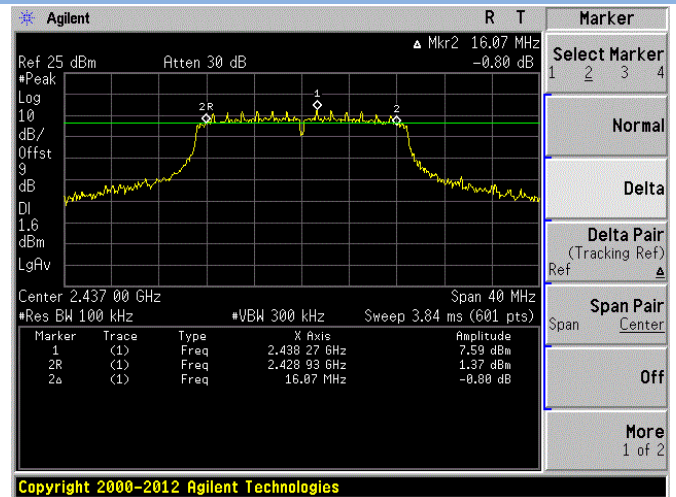 Agilent R T Marker
▲ Mkr2 16.07 MHz
Ref 25 dBm Atten 30 dB -0.80 dB
#Peak
Log
10
dB/
Offst
9
dB
DI
1.6
dBm
LgAv
2R
1
2
Center 2.437 00 GHz Span 40 MHz
#Res BW 100 kHz #VBW 300 kHz Sweep 3.84 ms (601 pts)
Marker Trace Type X Axis Amplitude
1 (1) Freq 2.438 27 GHz 7.59 dBm
2R (1) Freq 2.428 93 GHz 1.37 dBm
2▵ (1) Freq 16.07 MHz -0.80 dB
Select Marker
1 2 3 4
Normal
Delta
Delta Pair
(Tracking Ref)
Ref ▲
Span Pair
Span Center
Off
More
1 of 2
Copyright 2000-2012 Agilent Technologies